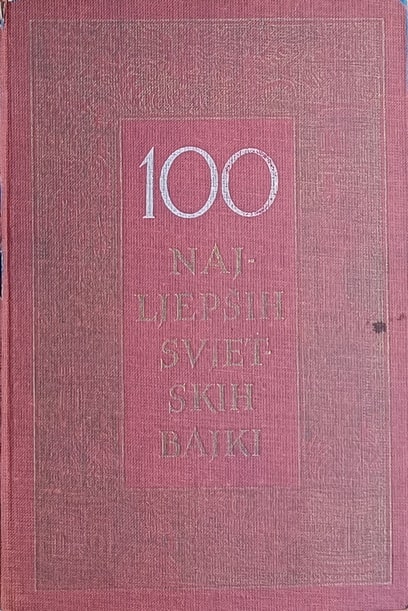 100
NAJ-
LJEPŠIH
SVJET-
SKIH
BAJKI